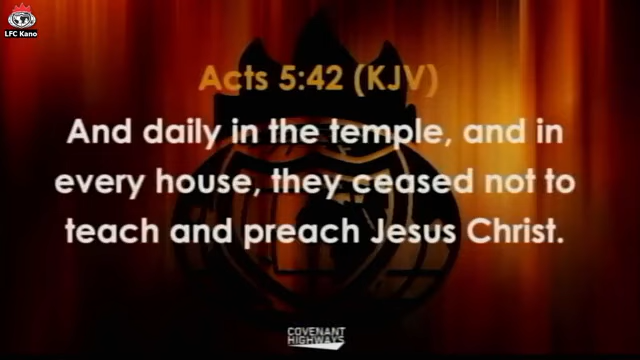 LFC Kano
Acts 5:42 (KJV)
And daily in the temple, and in
every house, they ceased not to
teach and preach Jesus Christ.
COVENANT
HIGHWAYS